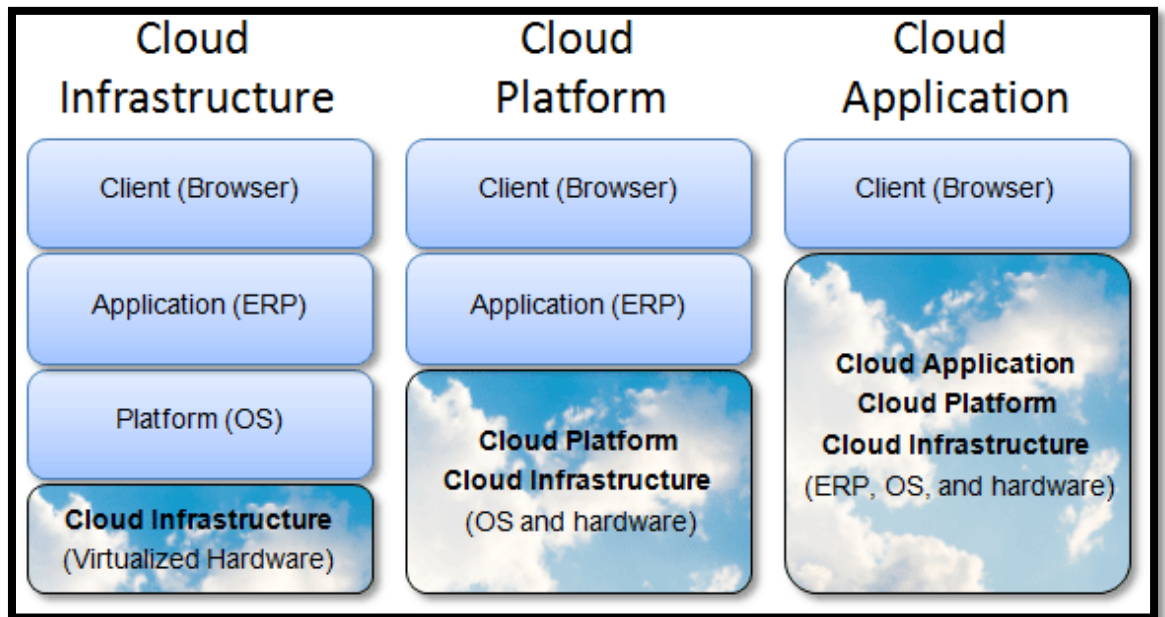 Cloud
Infrastructure
Client (Browser)
Application (ERP)
Platform (OS)
Cloud Infrastructure
(Virtualized Hardware)
Cloud
Platform
Client (Browser)
Application (ERP)
Cloud Platform
Cloud Infrastructure
(OS and hardware)
Cloud
Application
Client (Browser)
Cloud Application
Cloud Platform
Cloud Infrastructure
(ERP, OS, and hardware)